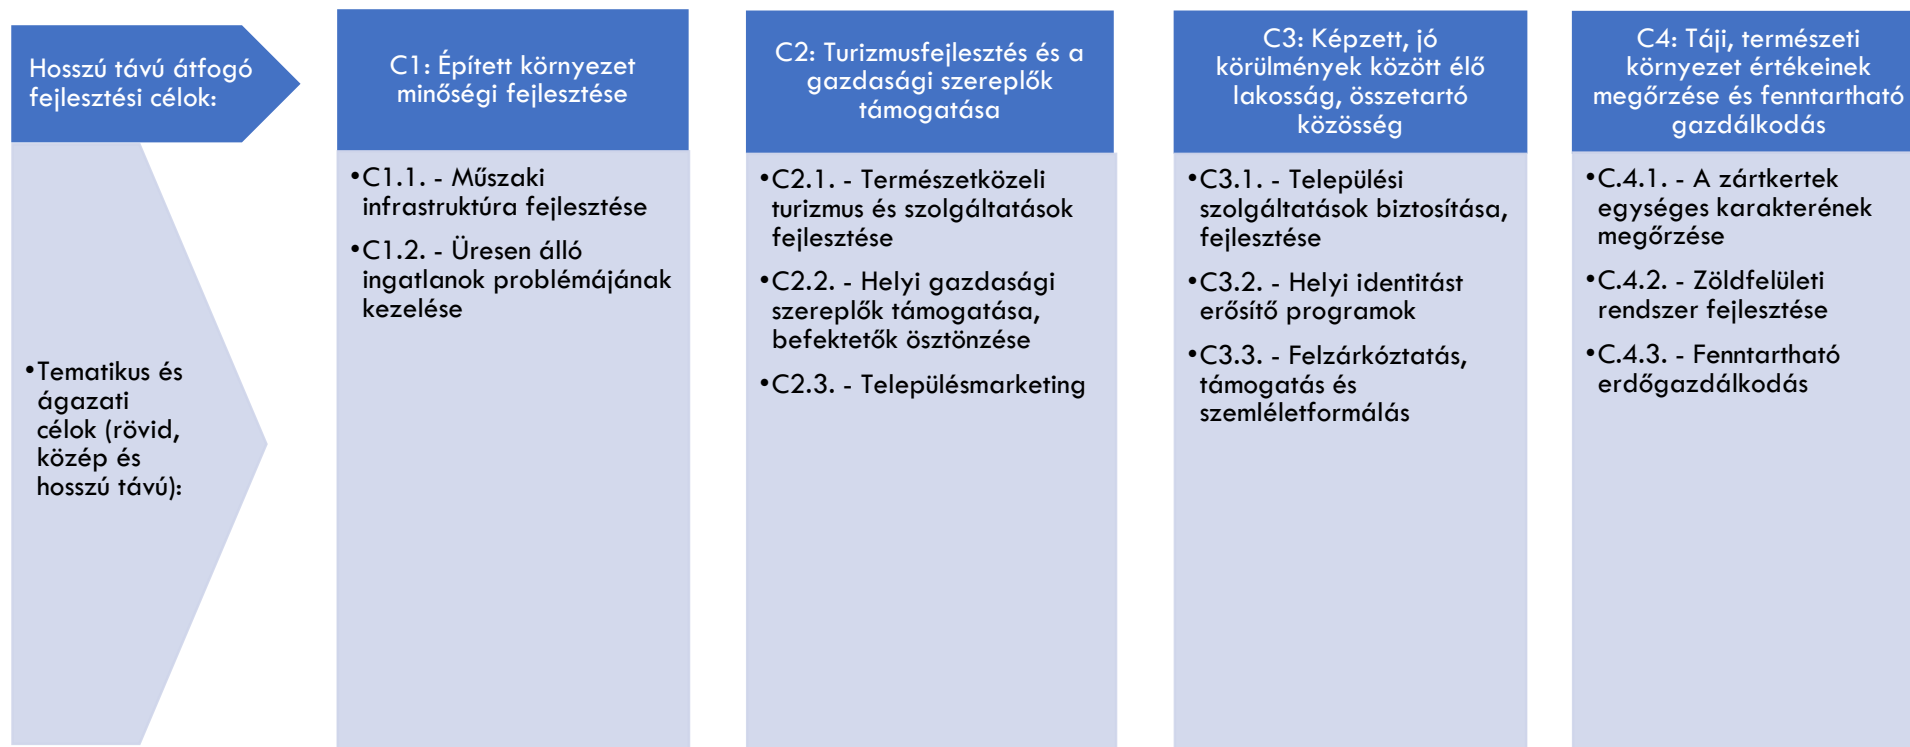 Hosszú távú átfogó
fejlesztési célok:
•Tematikus és
ágazati
célok (rövid,
közép és
hosszú távú):
C1: Épített környezet
minőségi fejlesztése
•C1.1. - Műszaki
infrastruktúra fejlesztése
•C1.2. - Üresen álló
ingatlanok problémájának
kezelése
C2: Turizmusfejlesztés és a
gazdasági szereplők
támogatása
•C2.1. - Természetközeli
turizmus és szolgáltatások
fejlesztése
•C2.2. - Helyi gazdasági
szereplők támogatása,
befektetők ösztönzése
•C2.3. - Településmarketing
C3: Képzett, jó
körülmények között élő
lakosság, összetartó
közösség
•C3.1. - Települési
szolgáltatások biztosítása,
fejlesztése
•C3.2. - Helyi identitást
erősítő programok
•C3.3. - Felzárkóztatás,
támogatás és
szemléletformálás
C4: Táji, természeti
környezet értékeinek
megőrzése és fenntartható
gazdálkodás
•C.4.1. - A zártkertek
egységes karakterének
megőrzése
•C.4.2. - Zöldfelületi
rendszer fejlesztése
•C.4.3. - Fenntartható
erdőgazdálkodás